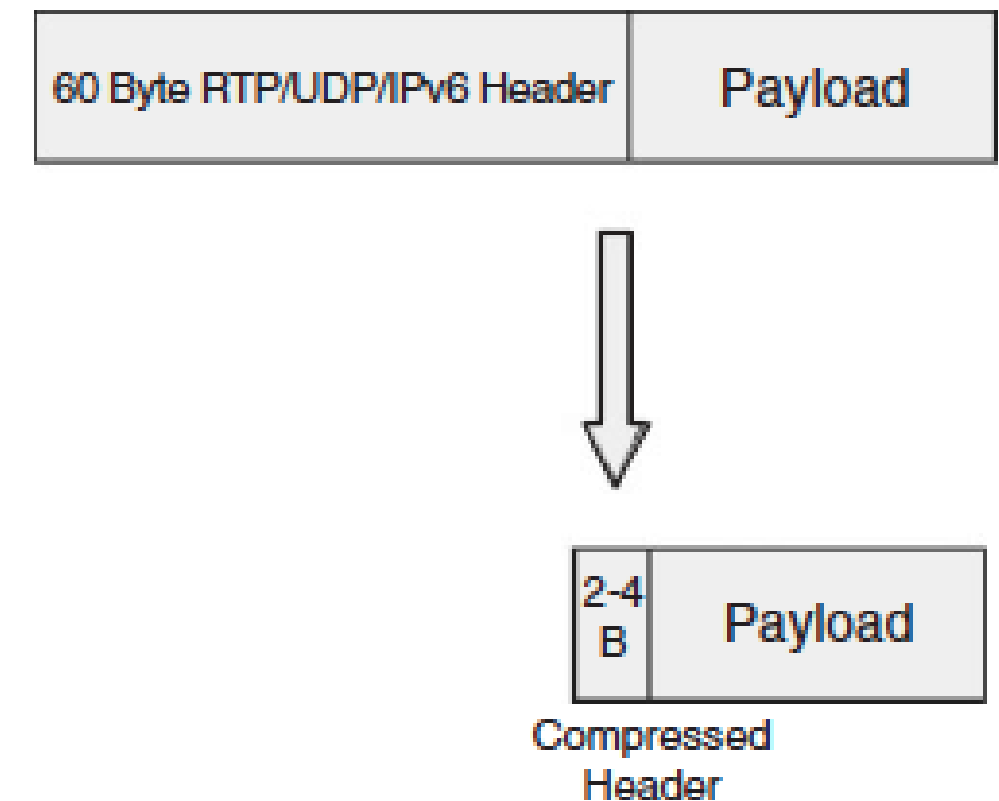 60 Byte RTP/UDP/IPv6 Header
Payload
2-4
B
Payload
Compressed
Header